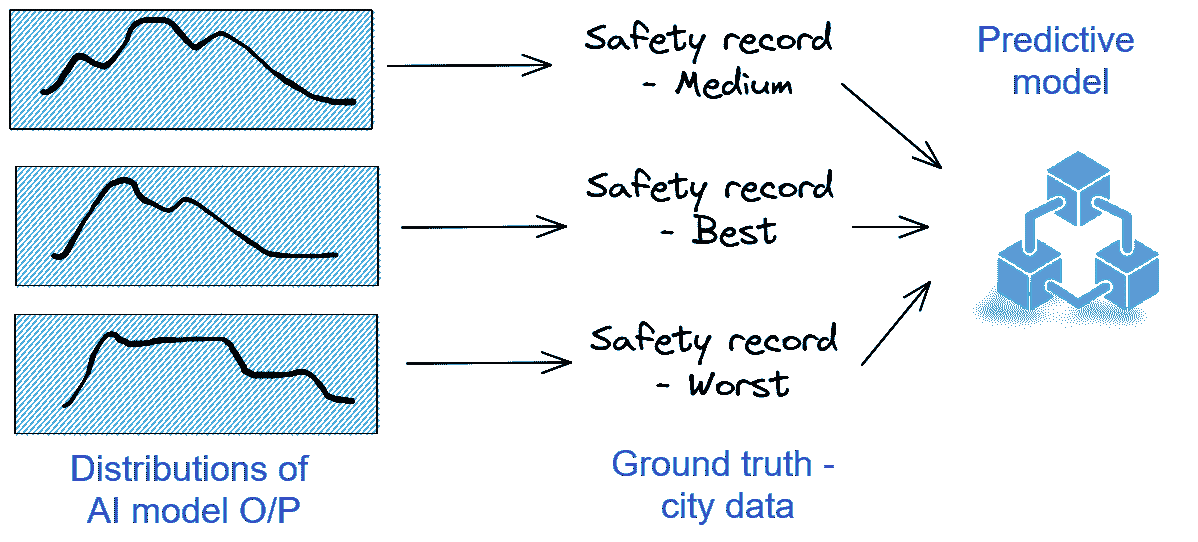 Safety record
- Medium
Predictive
model
Safety record
- Best
Safety record
- Worst
Distributions of
AI model O/P
Ground truth -
city data